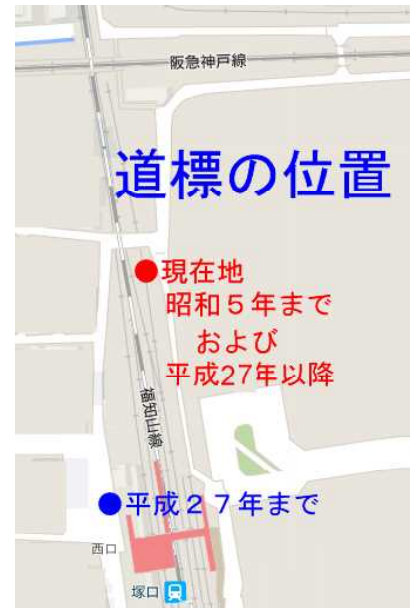 阪急神戸線
道標の位置
●現在地
昭和５年まで
および
平成27年以降
福知山線
●平成２７年まで
西口
塚口